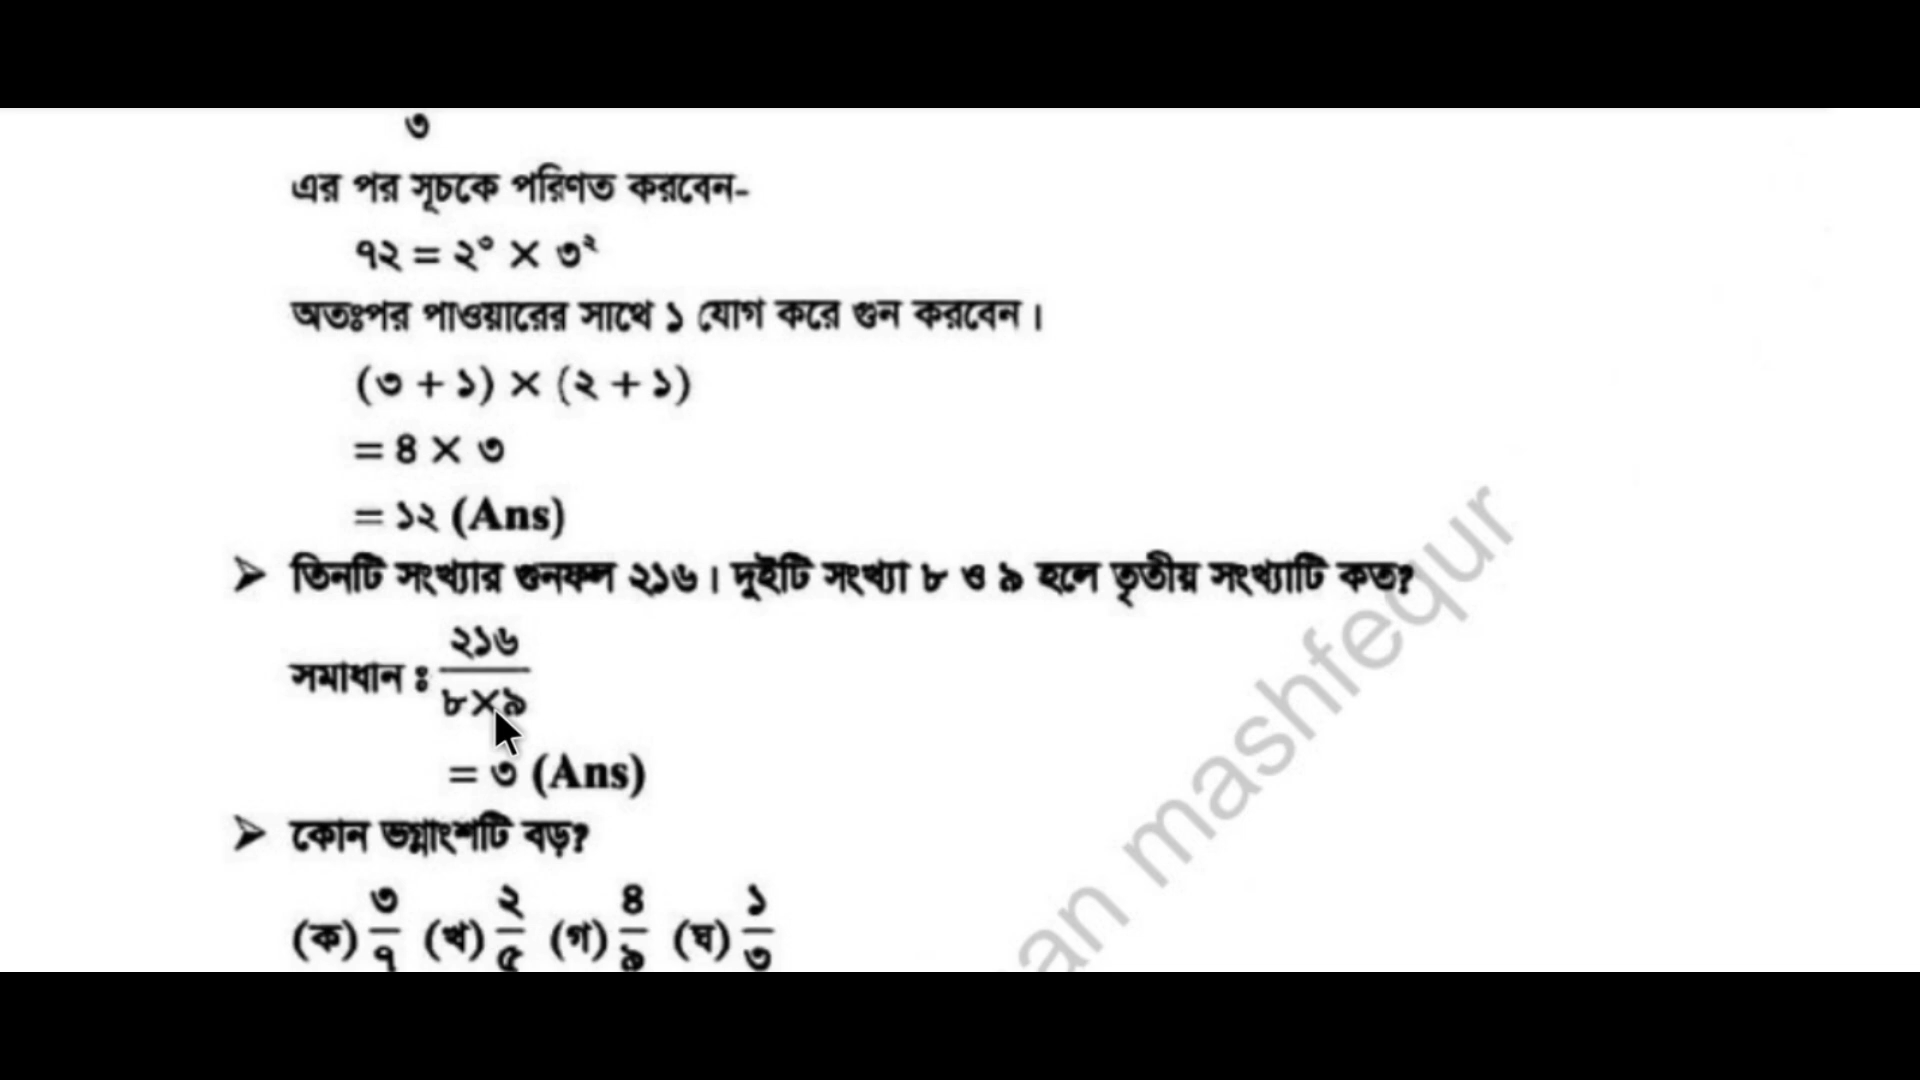 ৩
এর পর সূচকে পরিণত করবেন-
৭২ = ২³ × ৩²
অতঃপর পাওয়ারের সাথে ১ যোগ করে গুন করবেন।
(৩ + ১) × (২ + ১)
= ৪ × ৩
= ১২ (Ans)
➢ তিনটি সংখ্যার গুনফল ২১৬। দুইটি সংখ্যা ৮ ও ৯ হলে তৃতীয় সংখ্যাটি কত?
সমাধান ঃ ২১৬ / ৮×৯
= ৩ (Ans)
➢ কোন ভগ্নাংশটি বড়?
(ক) ৩/৭ (খ) ২/৫ (গ) ৪/৯ (ঘ) ১/৩
an mashfequr